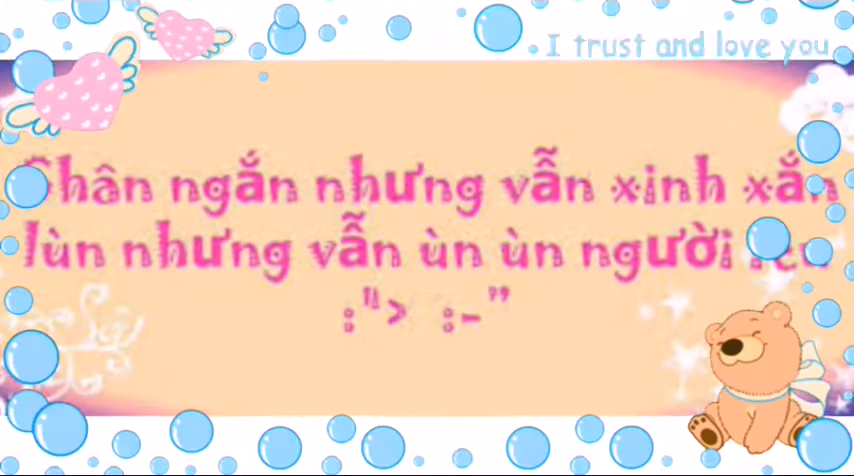 I trust and love you
Chân ngắn nhưng vẫn xinh xắn
lùn nhưng vẫn ùn ùn người
:"> :-"